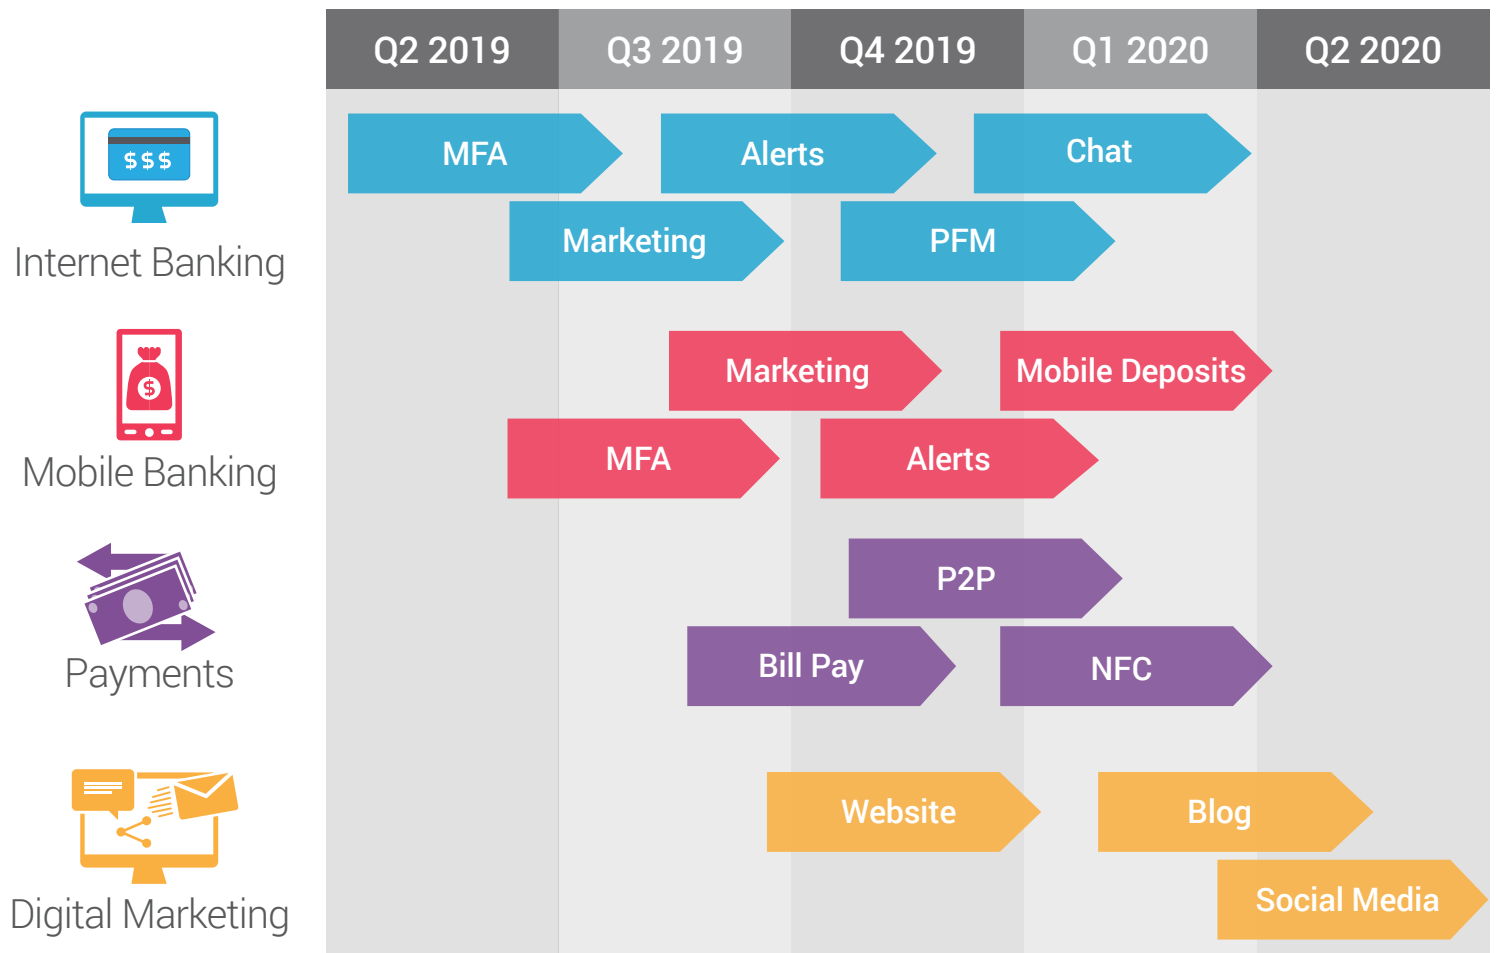 Q2 2019
Q3 2019
Q4 2019
Q1 2020
Q2 2020
$$$
Internet Banking
MFA
Alerts
Chat
Marketing
PFM
$
Mobile Banking
Marketing
Mobile Deposits
MFA
Alerts
Payments
P2P
Bill Pay
NFC
Digital Marketing
Website
Blog
Social Media